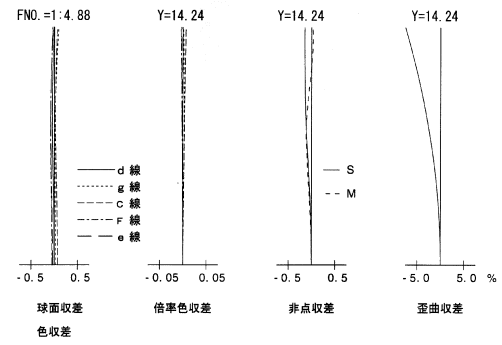 FNO. =1:4.88
Y=14.24
Y=14.24
Y=14.24
d 線
g 線
C 線
F 線
e 線
S
M
-0.5 0.5
-0.05 0.05
-0.5 0.5
-5.0 5.0 %
球面収差
色収差
倍率色収差
非点収差
歪曲収差